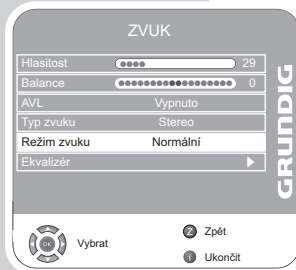 ZVUK
Hlasitost 29
Balance 0
AVL Vypnuto
Typ zvuku Stereo
Režim zvuku Normální
Ekvalizér
GRUNDIG
OK Vybrat
Z Zpět
i Ukončit